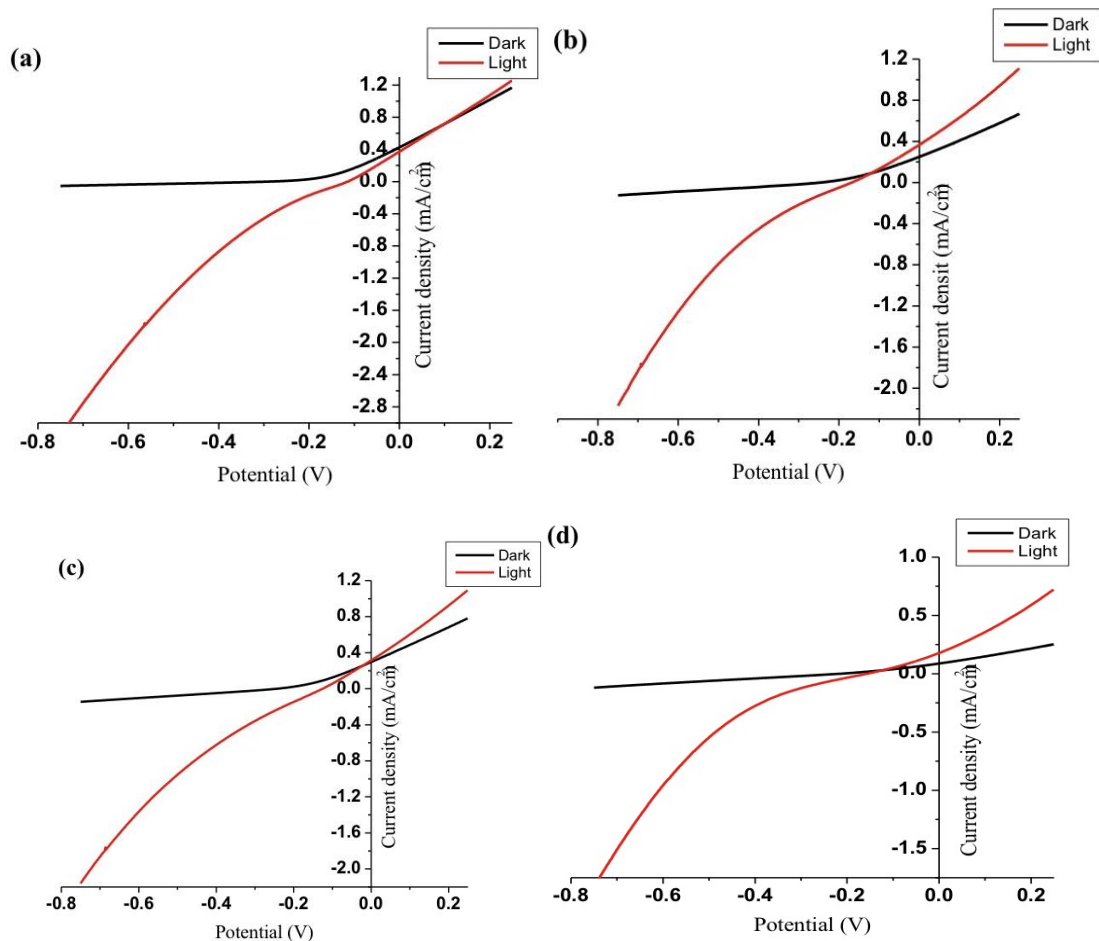 (a)
Dark
Light
1.2
0.8
0.4
0.0
-0.4
-0.8
-1.2
-1.6
-2.0
-2.4
-2.8
Current density (mA/cm²)
-0.8 -0.6 -0.4 -0.2 0.0 0.2
Potential (V)
(b)
Dark
Light
1.2
0.8
0.4
0.0
-0.4
-0.8
-1.2
-1.6
-2.0
Current densit (mA/cm²)
-0.8 -0.6 -0.4 -0.2 0.0 0.2
Potential (V)
(c)
Dark
Light
1.2
0.8
0.4
0.0
-0.4
-0.8
-1.2
-1.6
-2.0
Current density (mA/cm²)
-0.8 -0.6 -0.4 -0.2 0.0 0.2
Potential (V)
(d)
Dark
Light
1.0
0.5
0.0
-0.5
-1.0
-1.5
Current density (mA/cm²)
-0.8 -0.6 -0.4 -0.2 0.0 0.2
Potential (V)